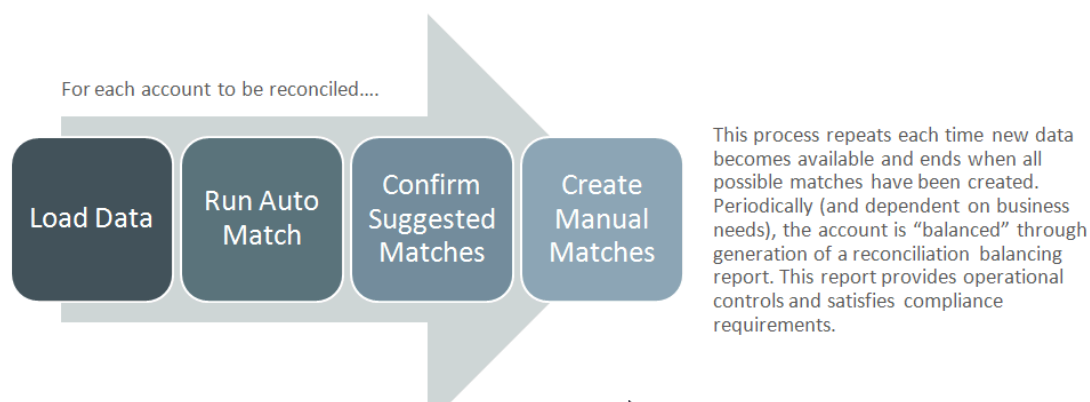 For each account to be reconciled....
Load Data
Run Auto
Match
Confirm
Suggested
Matches
Create
Manual
Matches
This process repeats each time new data
becomes available and ends when all
possible matches have been created.
Periodically (and dependent on business
needs), the account is “balanced” through
generation of a reconciliation balancing
report. This report provides operational
controls and satisfies compliance
requirements.